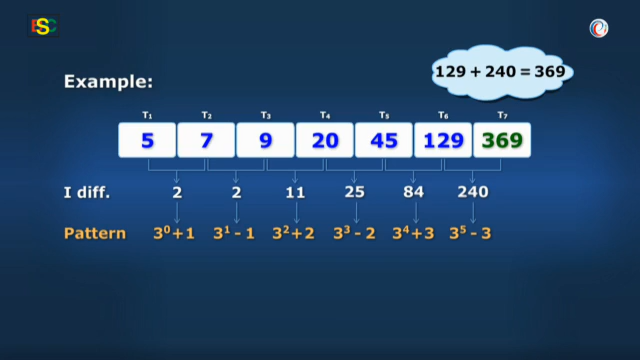 ESC
129 + 240 = 369
Example:
T₁ T₂ T₃ T₄ T₅ T₆ T₇
5 7 9 20 45 129 369
I diff. 2 2 11 25 84 240
Pattern 3⁰+1 3¹-1 3²+2 3³-2 3⁴+3 3⁵-3